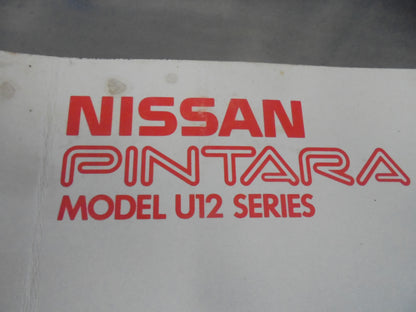 NISSAN
PINTARA
MODEL U12 SERIES